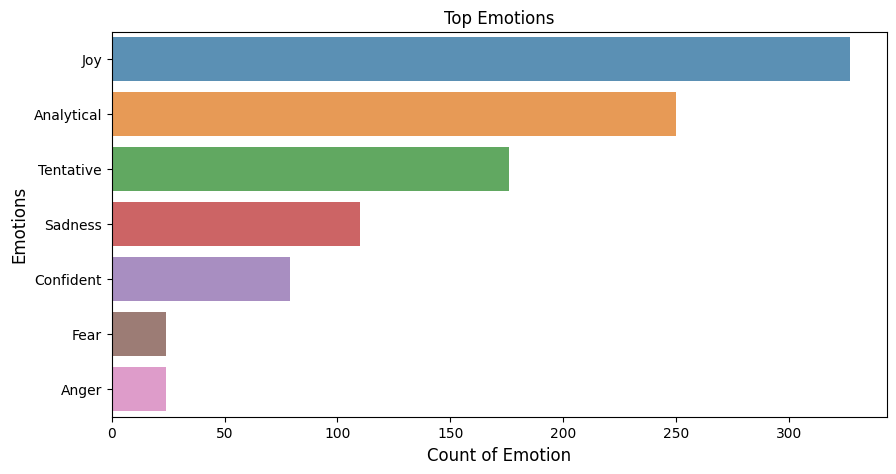 Top Emotions
Emotions
Joy
Analytical
Tentative
Sadness
Confident
Fear
Anger
0 50 100 150 200 250 300
Count of Emotion